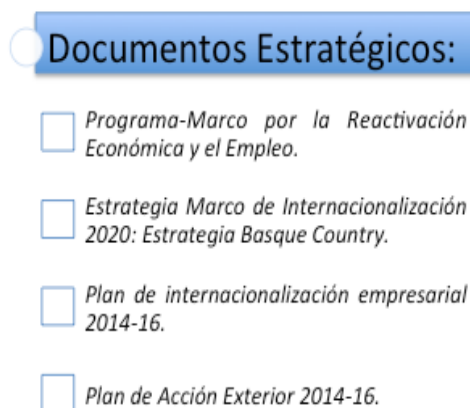 Documentos Estratégicos:
Programa-Marco por la Reactivación
Económica y el Empleo.
Estrategia Marco de Internacionalización
2020: Estrategia Basque Country.
Plan de internacionalización empresarial
2014-16.
Plan de Acción Exterior 2014-16.